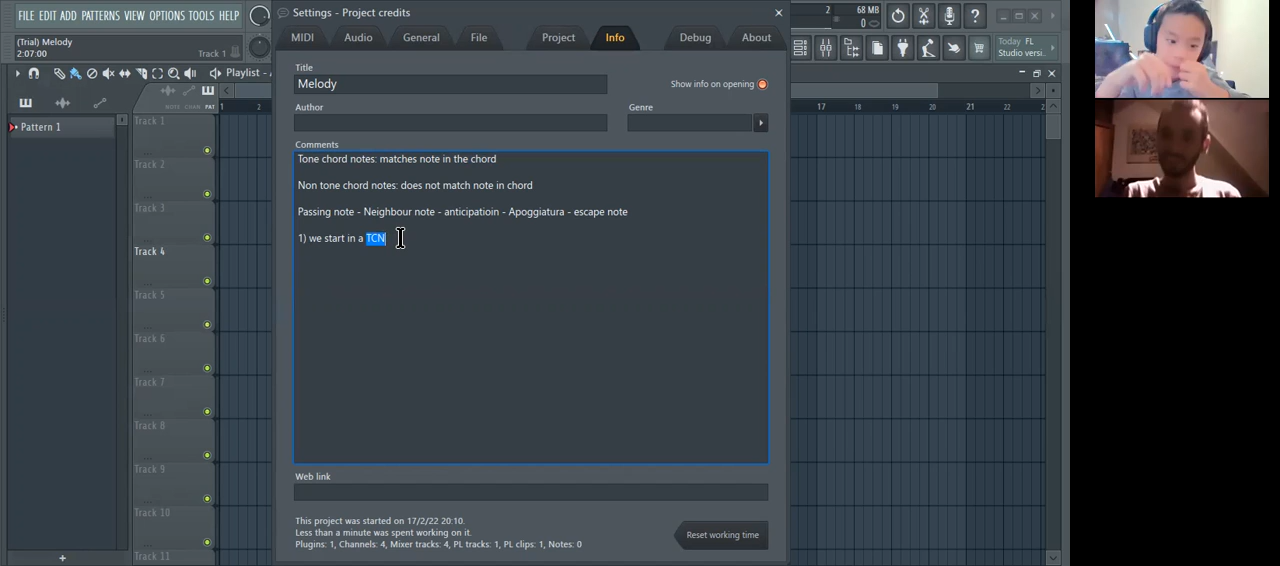 FILE EDIT ADD PATTERNS VIEW OPTIONS TOOLS HELP
Settings - Project credits
2
68 MB
0
(Trial) Melody
2:07:00
Track 1
MIDI Audio General File Project Info Debug About
Today FL
Studio versi..
Playlist -
NOTE CHAN PAT
1 2 17 18 19 20 21 22
Pattern 1
Track 1
Track 2
Track 3
Track 4
Track 5
Track 6
Track 7
Track 8
Track 9
Track 10
Track 11
Title
Melody
Show info on opening
Author
Genre
Comments
Tone chord notes: matches note in the chord
Non tone chord notes: does not match note in chord
Passing note - Neighbour note - anticipatioin - Apoggiatura - escape note
1) we start in a TCN
Web link
This project was started on 17/2/22 20:10.
Less than a minute was spent working on it.
Plugins: 1, Channels: 4, Mixer tracks: 4, PL tracks: 1, PL clips: 1, Notes: 0
Reset working time